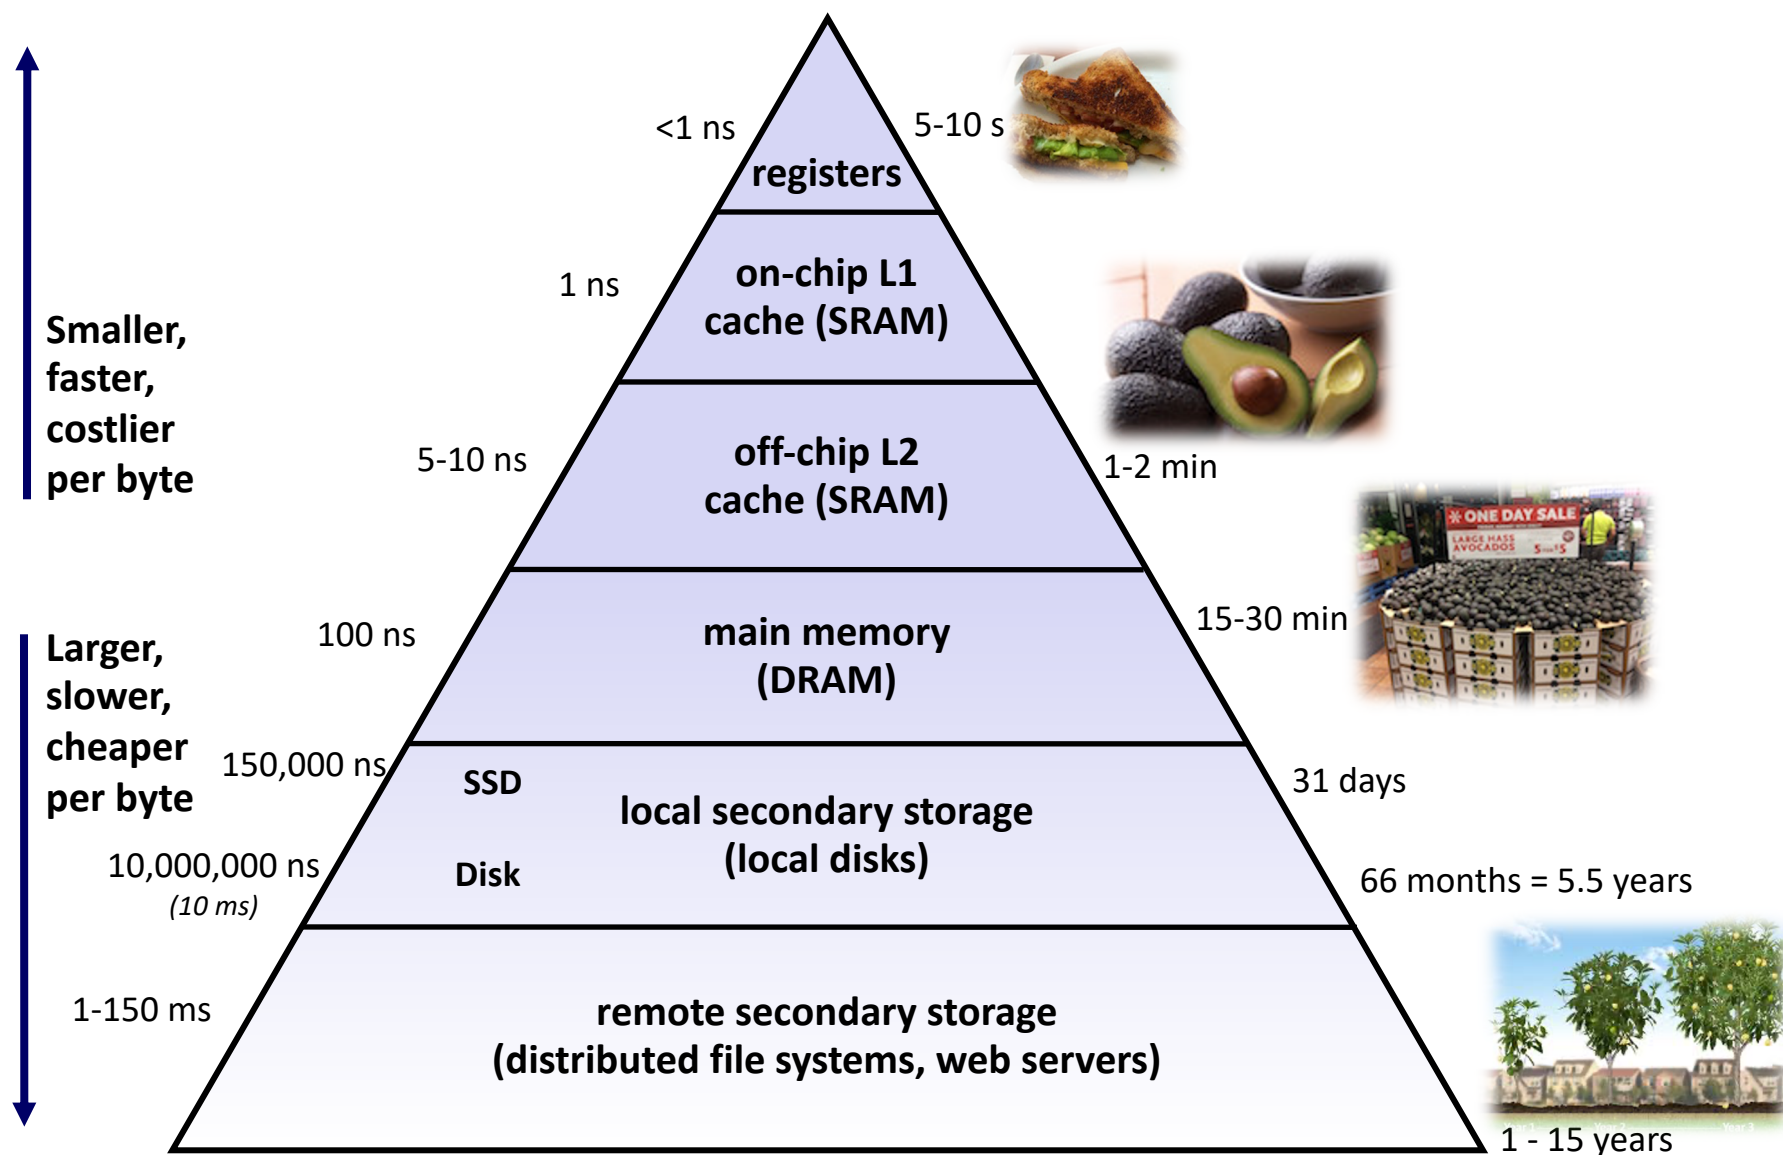 <1 ns
5-10 s
registers
1 ns
on-chip L1
cache (SRAM)
Smaller,
faster,
costlier
per byte
5-10 ns
off-chip L2
cache (SRAM)
1-2 min
* ONE DAY SALE
LARGE HASS
AVOCADOS
100 ns
main memory
(DRAM)
15-30 min
Larger,
slower,
cheaper
per byte
150,000 ns
SSD
local secondary storage
(local disks)
31 days
10,000,000 ns
(10 ms)
Disk
66 months = 5.5 years
1-150 ms
remote secondary storage
(distributed file systems, web servers)
1 - 15 years